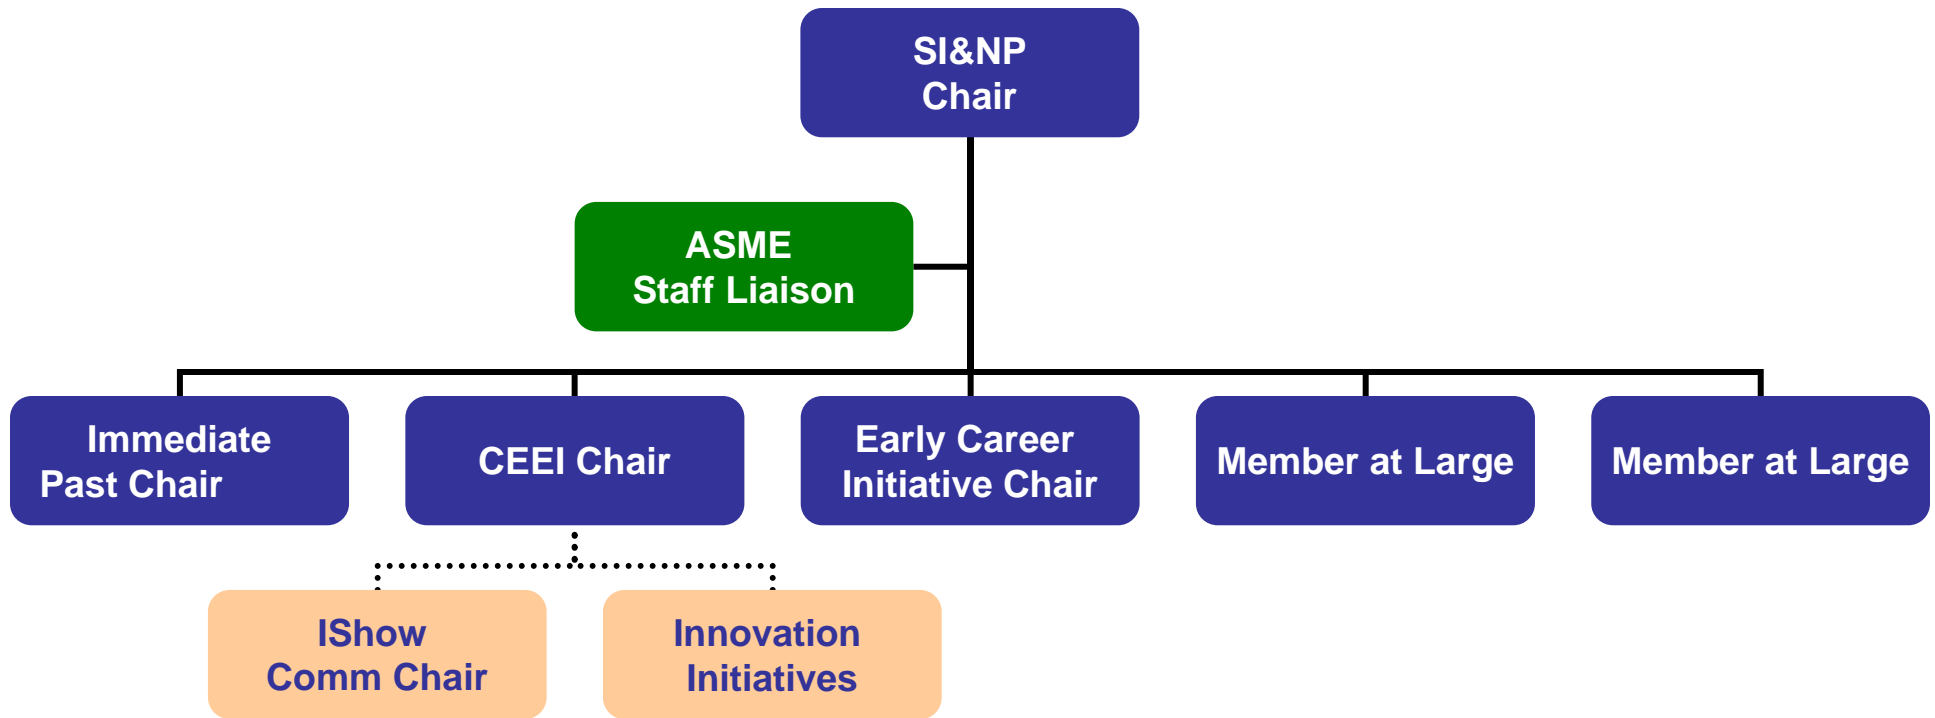 SI&NP
Chair
ASME
Staff Liaison
Immediate
Past Chair
CEEI Chair
Early Career
Initiative Chair
Member at Large
Member at Large
IShow
Comm Chair
Innovation
Initiatives